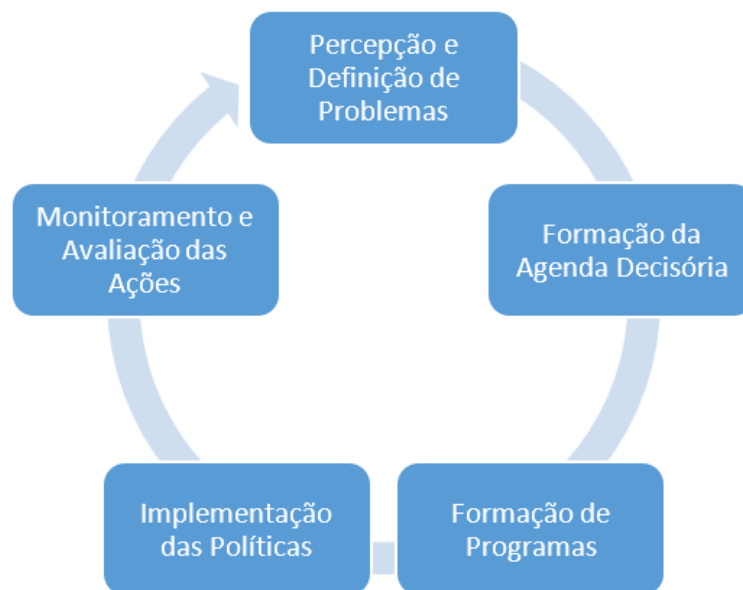 Percepção e
Definição de
Problemas
Formação da
Agenda Decisória
Formação de
Programas
Implementação
das Políticas
Monitoramento e
Avaliação das
Ações